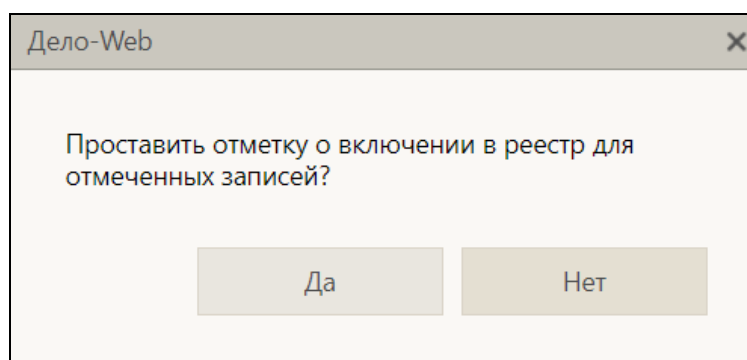 Дело-Web
Проставить отметку о включении в реестр для
отмеченных записей?
Да
Нет